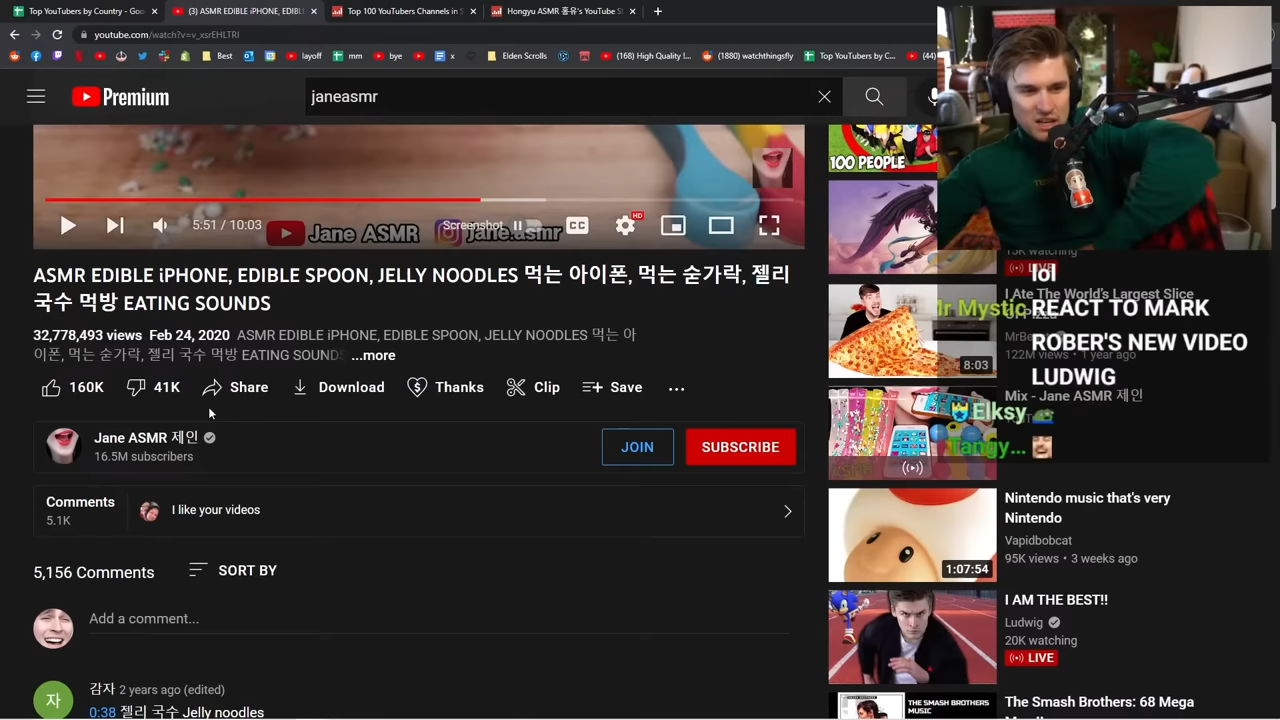 Top YouTubers by Country - Goo
(3) ASMR EDIBLE iPHONE, EDIBL
Top 100 YouTubers Channels in S
Hongyu ASMR 홍유's YouTube S
youtube.com/watch?v=v_xsrEHLTRI
Best
layoff
mm
bye
x
Elden Scrolls
(168) High Quality I...
(1880) watchthingsfly
Top YouTubers by C...
(44)
Premium
janeasmr
100 PEOPLE
5:51 / 10:03
Screenshot
CC
HD
Jane ASMR
jane.asmr
ASMR EDIBLE iPHONE, EDIBLE SPOON, JELLY NOODLES 먹는 아이폰, 먹는 숟가락, 젤리
국수 먹방 EATING SOUNDS
32,778,493 views Feb 24, 2020 ASMR EDIBLE iPHONE, EDIBLE SPOON, JELLY NOODLES 먹는 아
이폰, 먹는 숟가락, 젤리 국수 먹방 EATING SOUNDS ...more
160K
41K
Share
Download
Thanks
Clip
Save
Jane ASMR 제인
16.5M subscribers
JOIN
SUBSCRIBE
Comments
5.1K
I like your videos
5,156 Comments
SORT BY
Add a comment...
자
감자 2 years ago (edited)
0:38 젤리 국수 Jelly noodles
15K watching
LIVE
lol
I Ate The World's Largest Slice
Mr Mystic
REACT TO MARK
ROBER'S NEW VIDEO
LUDWIG
122M views • 1 year ago
8:03
Mix - Jane ASMR 제인
Elksy
Tangy...
Nintendo music that's very
Nintendo
Vapidbobcat
95K views • 3 weeks ago
1:07:54
I AM THE BEST!!
Ludwig
20K watching
LIVE
The Smash Brothers: 68 Mega
THE SMASH BROTHERS
MUSIC